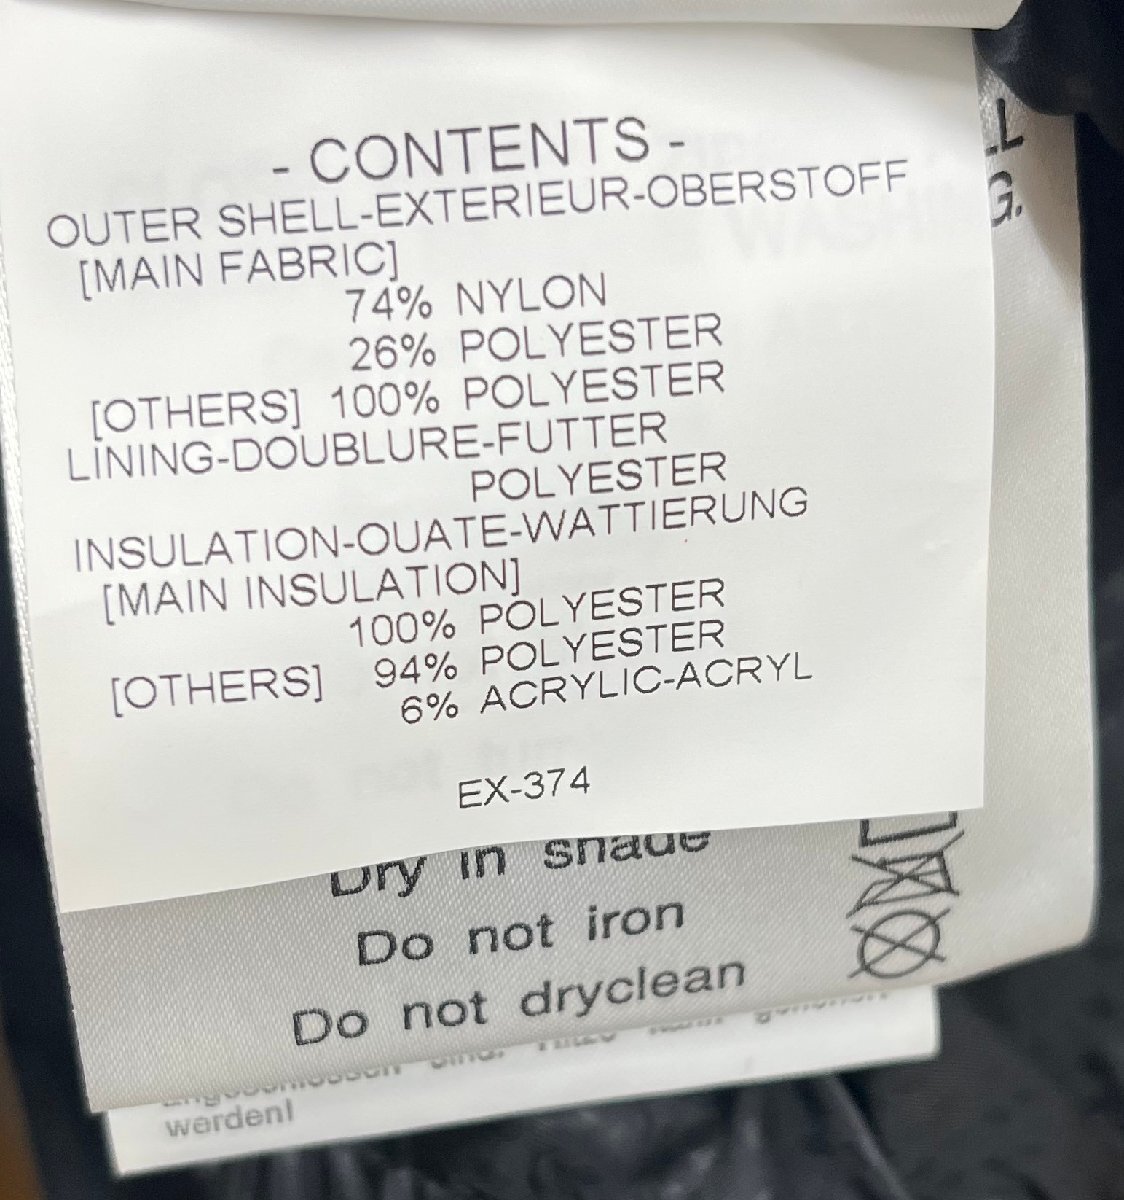 - CONTENTS -
OUTER SHELL-EXTERIEUR-OBERSTOFF
[MAIN FABRIC]
74% NYLON
26% POLYESTER
[OTHERS] 100% POLYESTER
LINING-DOUBLURE-FUTTER
POLYESTER
INSULATION-OUATE-WATTIERUNG
[MAIN INSULATION]
100% POLYESTER
[OTHERS] 94% POLYESTER
6% ACRYLIC-ACRYL
EX-374
LL
G.
Dry in shade
Do not iron
Do not dryclean
werden!